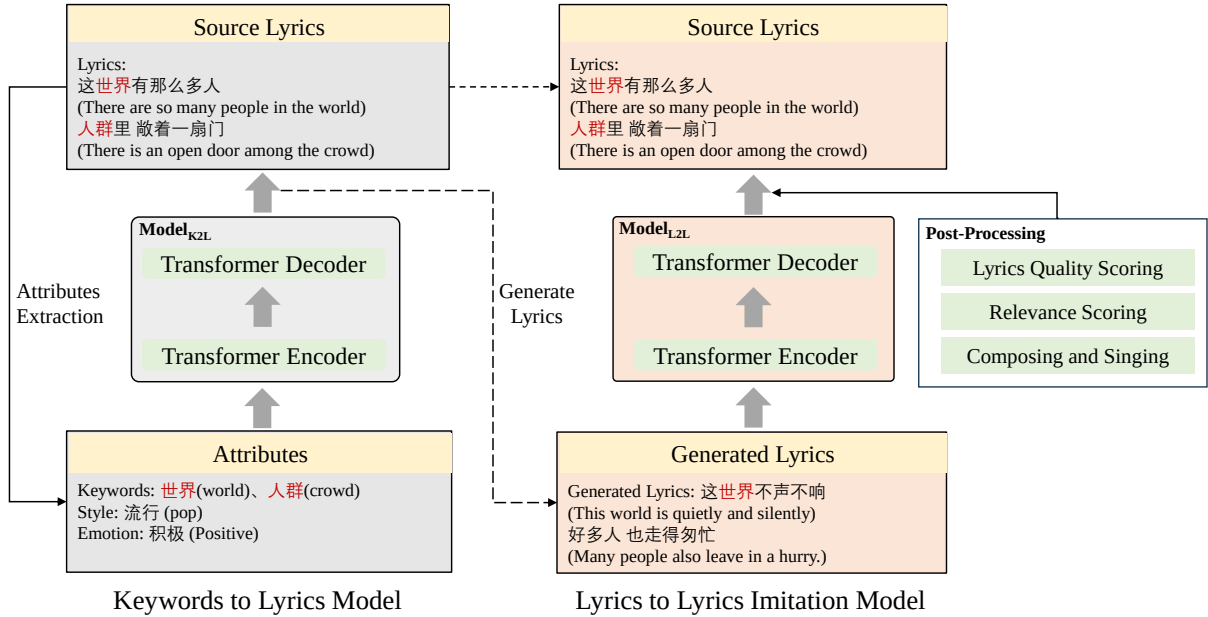 Source Lyrics
Lyrics:
这世界有那么多人
(There are so many people in the world)
人群里 敞着一扇门
(There is an open door among the crowd)
Attributes
Extraction
Model_K2L
Transformer Decoder
Transformer Encoder
Attributes
Keywords: 世界(world)、人群(crowd)
Style: 流行 (pop)
Emotion: 积极 (Positive)
Keywords to Lyrics Model
Generate
Lyrics
Source Lyrics
Lyrics:
这世界有那么多人
(There are so many people in the world)
人群里 敞着一扇门
(There is an open door among the crowd)
Model_L2L
Transformer Decoder
Transformer Encoder
Post-Processing
Lyrics Quality Scoring
Relevance Scoring
Composing and Singing
Generated Lyrics
Generated Lyrics: 这世界不声不响
(This world is quietly and silently)
好多人 也走得匆忙
(Many people also leave in a hurry.)
Lyrics to Lyrics Imitation Model